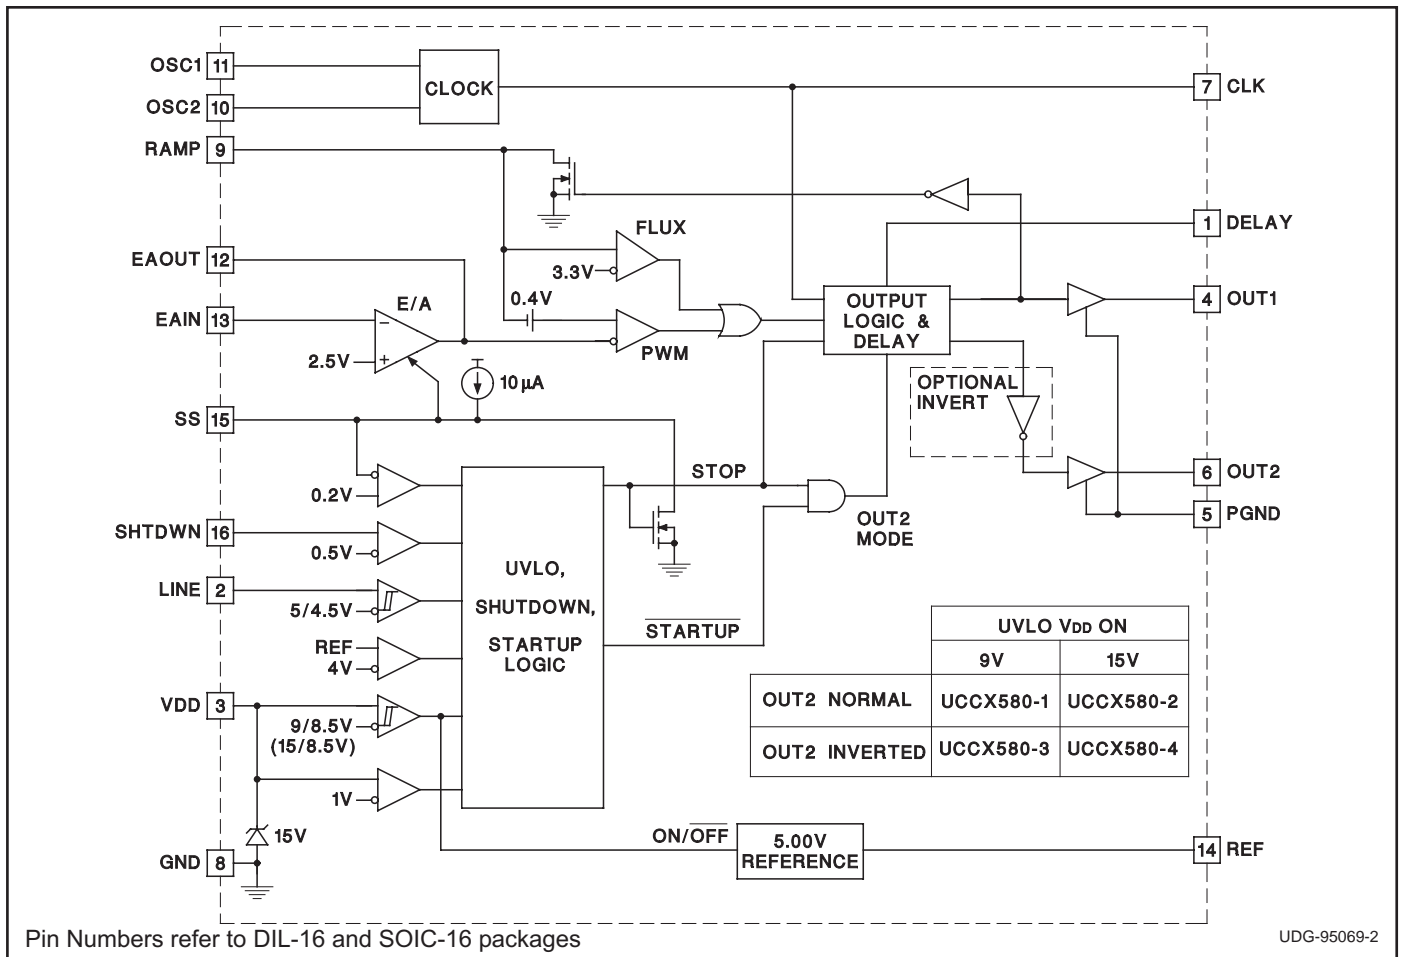 OSC1 11
CLOCK
7 CLK
OSC2 10
RAMP 9
FLUX
1 DELAY
EAOUT 12
3.3V
0.4V
E/A
OUTPUT
LOGIC &
DELAY
4 OUT1
EAIN 13
−
2.5V
+
PWM
10 µA
OPTIONAL
INVERT
SS 15
STOP
6 OUT2
0.2V
5 PGND
OUT2
MODE
SHTDWN 16
0.5V
UVLO,
SHUTDOWN,
STARTUP
LOGIC
LINE 2
5/4.5V
STARTUP
REF
4V
UVLO VDD ON
9V 15V
OUT2 NORMAL UCCX580-1 UCCX580-2
OUT2 INVERTED UCCX580-3 UCCX580-4
VDD 3
9/8.5V
(15/8.5V)
1V
15V
ON/OFF
5.00V
REFERENCE
14 REF
GND 8
Pin Numbers refer to DIL-16 and SOIC-16 packages
UDG-95069-2